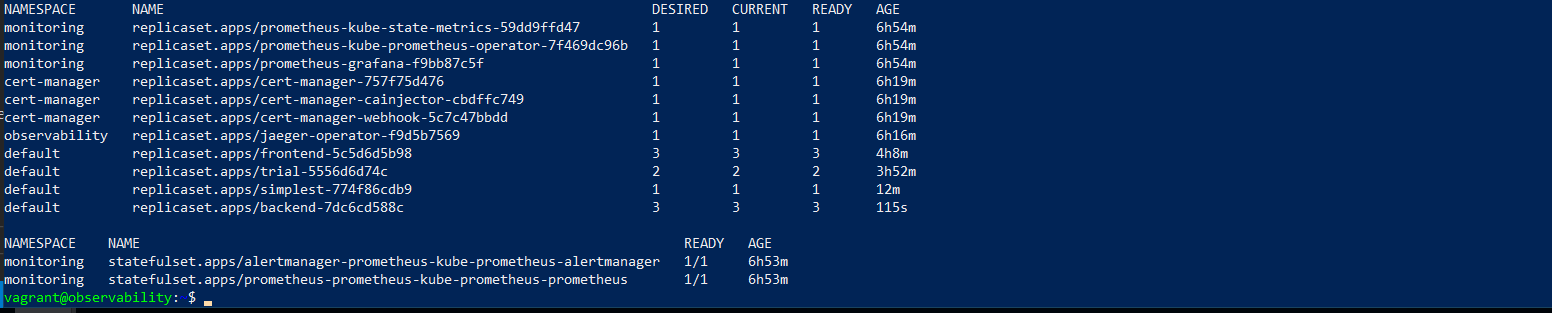 NAMESPACE NAME DESIRED CURRENT READY AGE
monitoring replicaset.apps/prometheus-kube-state-metrics-59dd9ffd47 1 1 1 6h54m
monitoring replicaset.apps/prometheus-kube-prometheus-operator-7f469dc96b 1 1 1 6h54m
monitoring replicaset.apps/prometheus-grafana-f9bb87c5f 1 1 1 6h54m
cert-manager replicaset.apps/cert-manager-757f75d476 1 1 1 6h19m
cert-manager replicaset.apps/cert-manager-cainjector-cbdffc749 1 1 1 6h19m
cert-manager replicaset.apps/cert-manager-webhook-5c7c47bbdd 1 1 1 6h19m
observability replicaset.apps/jaeger-operator-f9d5b7569 1 1 1 6h16m
default replicaset.apps/frontend-5c5d6d5b98 3 3 3 4h8m
default replicaset.apps/trial-5556d6d74c 2 2 2 3h52m
default replicaset.apps/simplest-774f86cdb9 1 1 1 12m
default replicaset.apps/backend-7dc6cd588c 3 3 3 115s
NAMESPACE NAME READY AGE
monitoring statefulset.apps/alertmanager-prometheus-kube-prometheus-alertmanager 1/1 6h53m
monitoring statefulset.apps/prometheus-prometheus-kube-prometheus-prometheus 1/1 6h53m
vagrant@observability: $